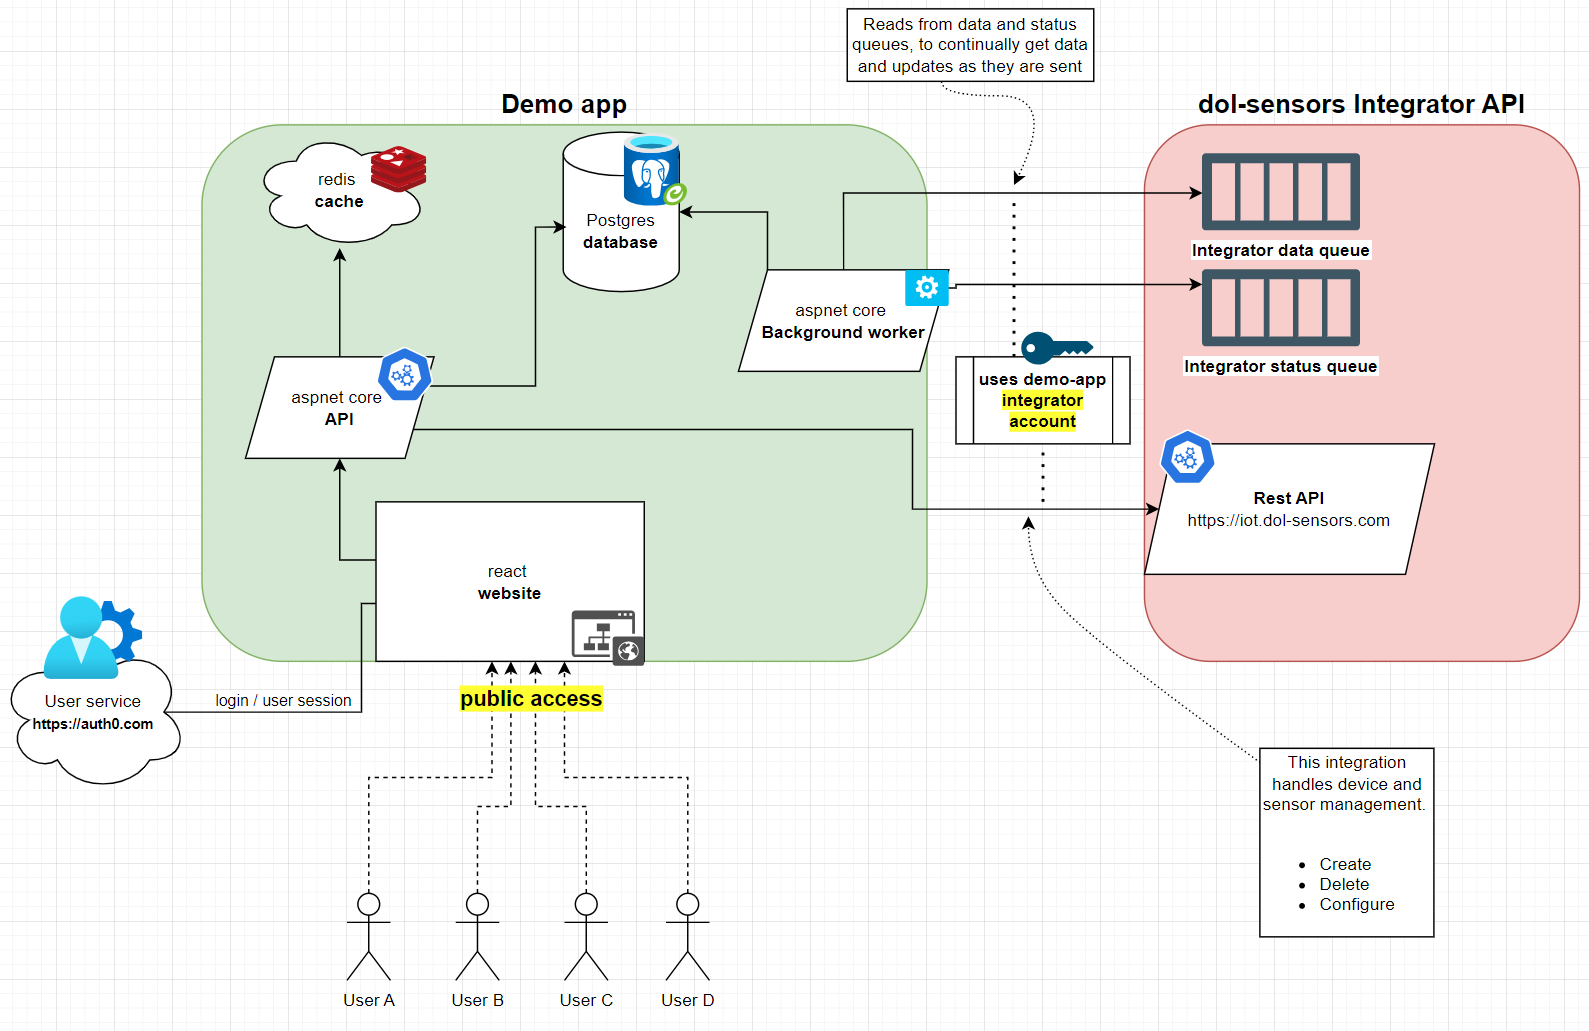 Reads from data and status
queues, to continually get data
and updates as they are sent
Demo app
dol-sensors Integrator API
redis
cache
Postgres
database
Integrator data queue
aspnet core
Background worker
Integrator status queue
uses demo-app
integrator
account
aspnet core
API
Rest API
https://iot.dol-sensors.com
react
website
User service
https://auth0.com
login / user session
public access
This integration
handles device and
sensor management.
• Create
• Delete
• Configure
User A
User B
User C
User D